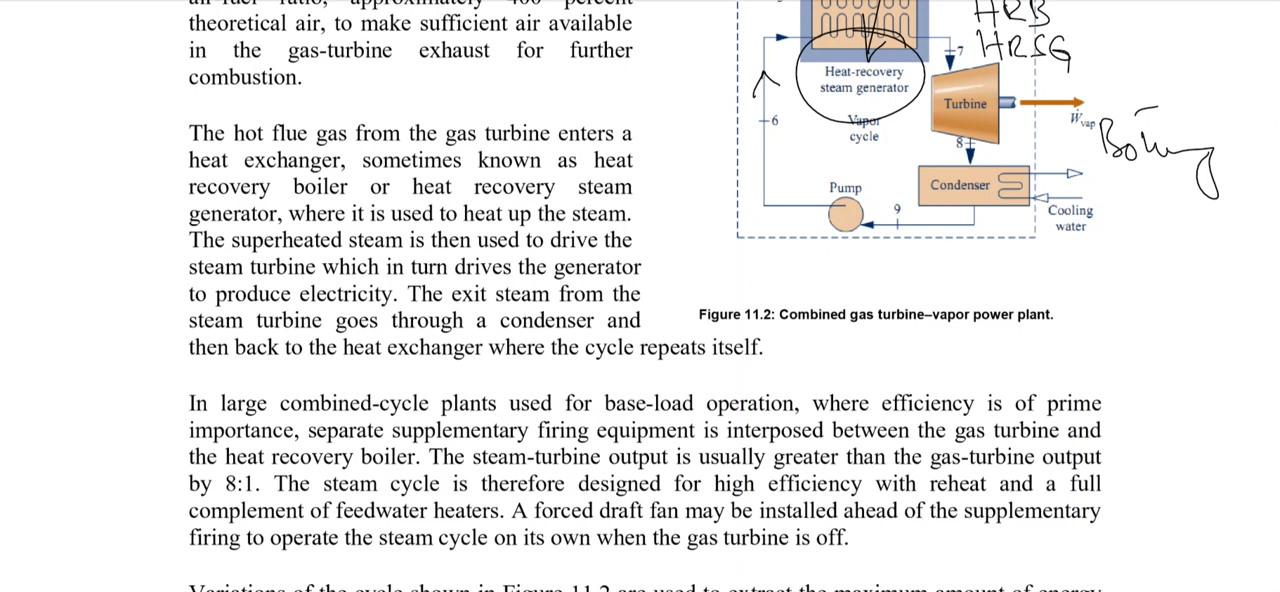 theoretical air, to make sufficient air available
in the gas-turbine exhaust for further
combustion.
The hot flue gas from the gas turbine enters a
heat exchanger, sometimes known as heat
recovery boiler or heat recovery steam
generator, where it is used to heat up the steam.
The superheated steam is then used to drive the
steam turbine which in turn drives the generator
to produce electricity. The exit steam from the
steam turbine goes through a condenser and
then back to the heat exchanger where the cycle repeats itself.
HRB
HRSG
7
Heat-recovery
steam generator
Turbine
6
Vapor
cycle
Ẇvap
8
Pump
Condenser
9
Cooling
water
Figure 11.2: Combined gas turbine–vapor power plant.
In large combined-cycle plants used for base-load operation, where efficiency is of prime
importance, separate supplementary firing equipment is interposed between the gas turbine and
the heat recovery boiler. The steam-turbine output is usually greater than the gas-turbine output
by 8:1. The steam cycle is therefore designed for high efficiency with reheat and a full
complement of feedwater heaters. A forced draft fan may be installed ahead of the supplementary
firing to operate the steam cycle on its own when the gas turbine is off.